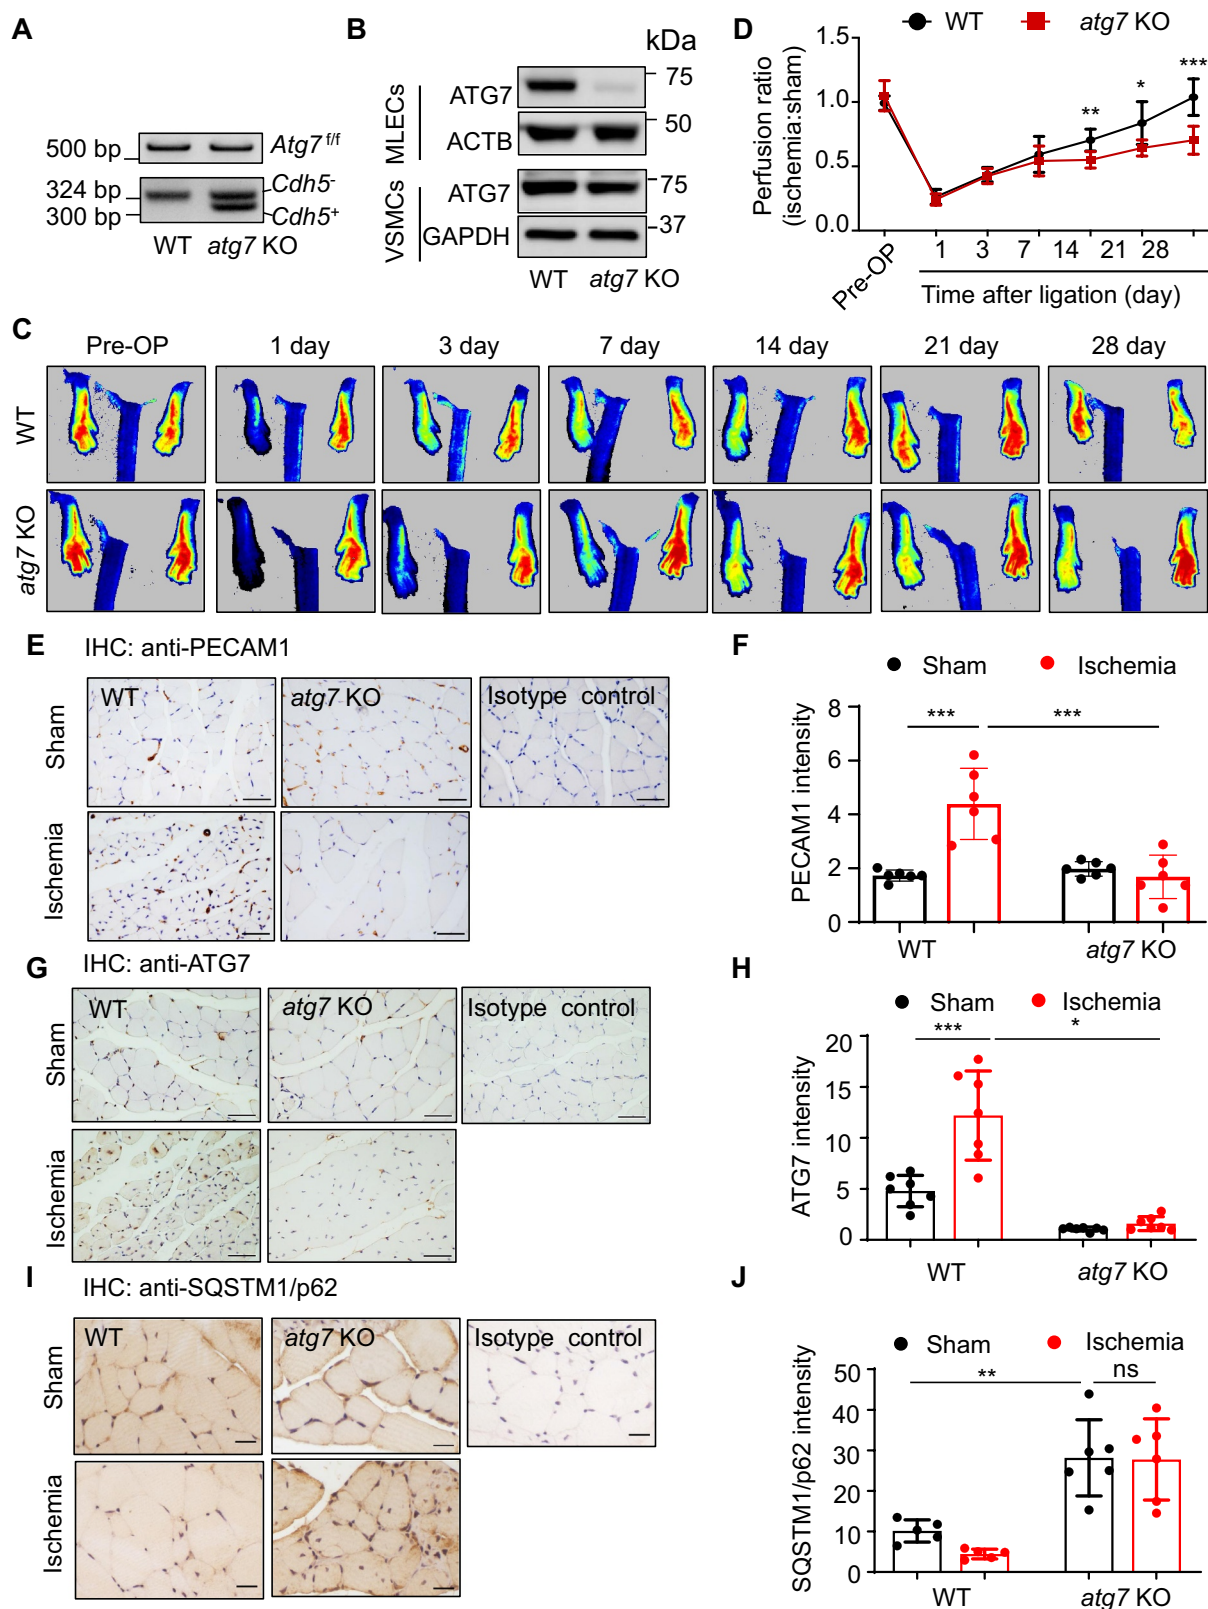 A
500 bp
Atg7 f/f
324 bp
Cdh5-
300 bp
Cdh5+
WT atg7 KO
B
kDa
MLECs
ATG7
75
ACTB
50
VSMCs
ATG7
75
GAPDH
37
WT atg7 KO
D
WT atg7 KO
Perfusion ratio
(ischemia:sham)
1.5
1.0
0.5
0.0
** * ***
Pre-OP 1 3 7 14 21 28
Time after ligation (day)
C
Pre-OP 1 day 3 day 7 day 14 day 21 day 28 day
WT
atg7 KO
E IHC: anti-PECAM1
WT atg7 KO Isotype control
Sham
Ischemia
F
Sham Ischemia
PECAM1 intensity
8
6
4
2
0
*** ***
WT atg7 KO
G IHC: anti-ATG7
WT atg7 KO Isotype control
Sham
Ischemia
H
Sham Ischemia
ATG7 intensity
20
15
10
5
0
*** *
WT atg7 KO
I IHC: anti-SQSTM1/p62
WT atg7 KO Isotype control
Sham
Ischemia
J
Sham Ischemia
SQSTM1/p62 intensity
50
40
30
20
10
0
** ns
WT atg7 KO